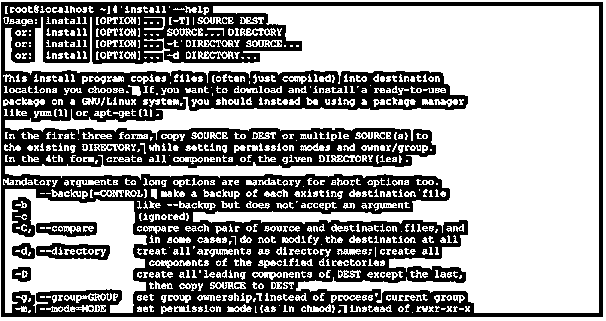 [root@localhost ~]# install --help
Usage: install [OPTION]... [-T] SOURCE DEST
or: install [OPTION]... SOURCE... DIRECTORY
or: install [OPTION]... -t DIRECTORY SOURCE...
or: install [OPTION]... -d DIRECTORY...
This install program copies files (often just compiled) into destination
locations you choose. If you want to download and install a ready-to-use
package on a GNU/Linux system, you should instead be using a package manager
like yum(1) or apt-get(1).
In the first three forms, copy SOURCE to DEST or multiple SOURCE(s) to
the existing DIRECTORY, while setting permission modes and owner/group.
In the 4th form, create all components of the given DIRECTORY(ies).
Mandatory arguments to long options are mandatory for short options too.
--backup[=CONTROL] make a backup of each existing destination file
-b like --backup but does not accept an argument
-c (ignored)
-C, --compare compare each pair of source and destination files, and
in some cases, do not modify the destination at all
-d, --directory treat all arguments as directory names; create all
components of the specified directories
-D create all leading components of DEST except the last,
then copy SOURCE to DEST
-g, --group=GROUP set group ownership, instead of process' current group
-m, --mode=MODE set permission mode (as in chmod), instead of rwxr-xr-x